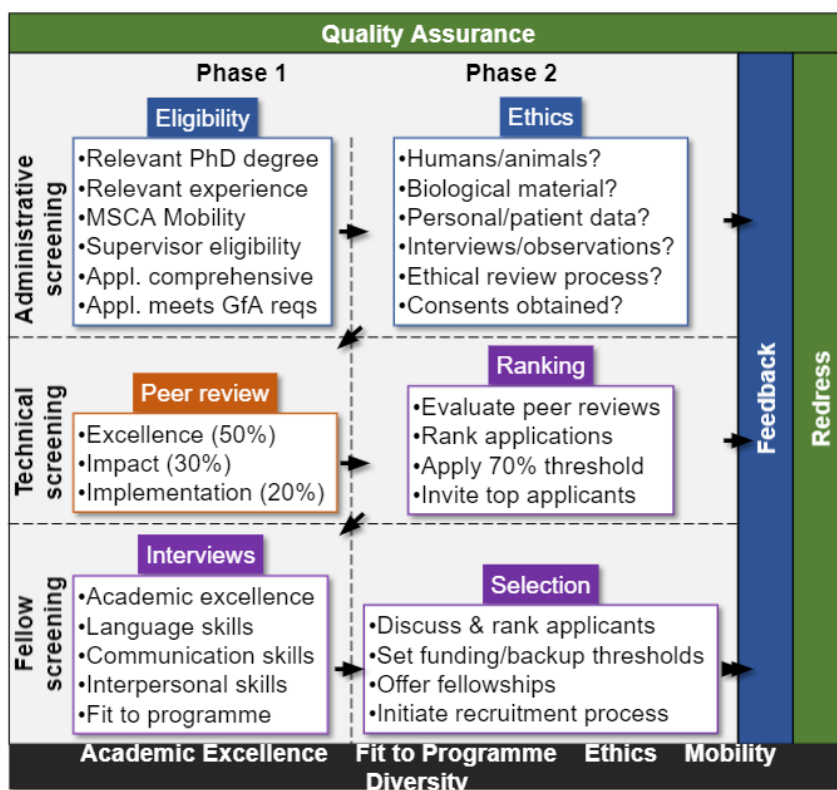 Quality Assurance
Phase 1
Phase 2
Administrative
screening
Eligibility
•Relevant PhD degree
•Relevant experience
•MSCA Mobility
•Supervisor eligibility
•Appl. comprehensive
•Appl. meets GfA reqs
Ethics
•Humans/animals?
•Biological material?
•Personal/patient data?
•Interviews/observations?
•Ethical review process?
•Consents obtained?
Technical
screening
Peer review
•Excellence (50%)
•Impact (30%)
•Implementation (20%)
Ranking
•Evaluate peer reviews
•Rank applications
•Apply 70% threshold
•Invite top applicants
Fellow
screening
Interviews
•Academic excellence
•Language skills
•Communication skills
•Interpersonal skills
•Fit to programme
Selection
•Discuss & rank applicants
•Set funding/backup thresholds
•Offer fellowships
•Initiate recruitment process
Feedback
Redress
Academic Excellence Fit to Programme Ethics Mobility
Diversity